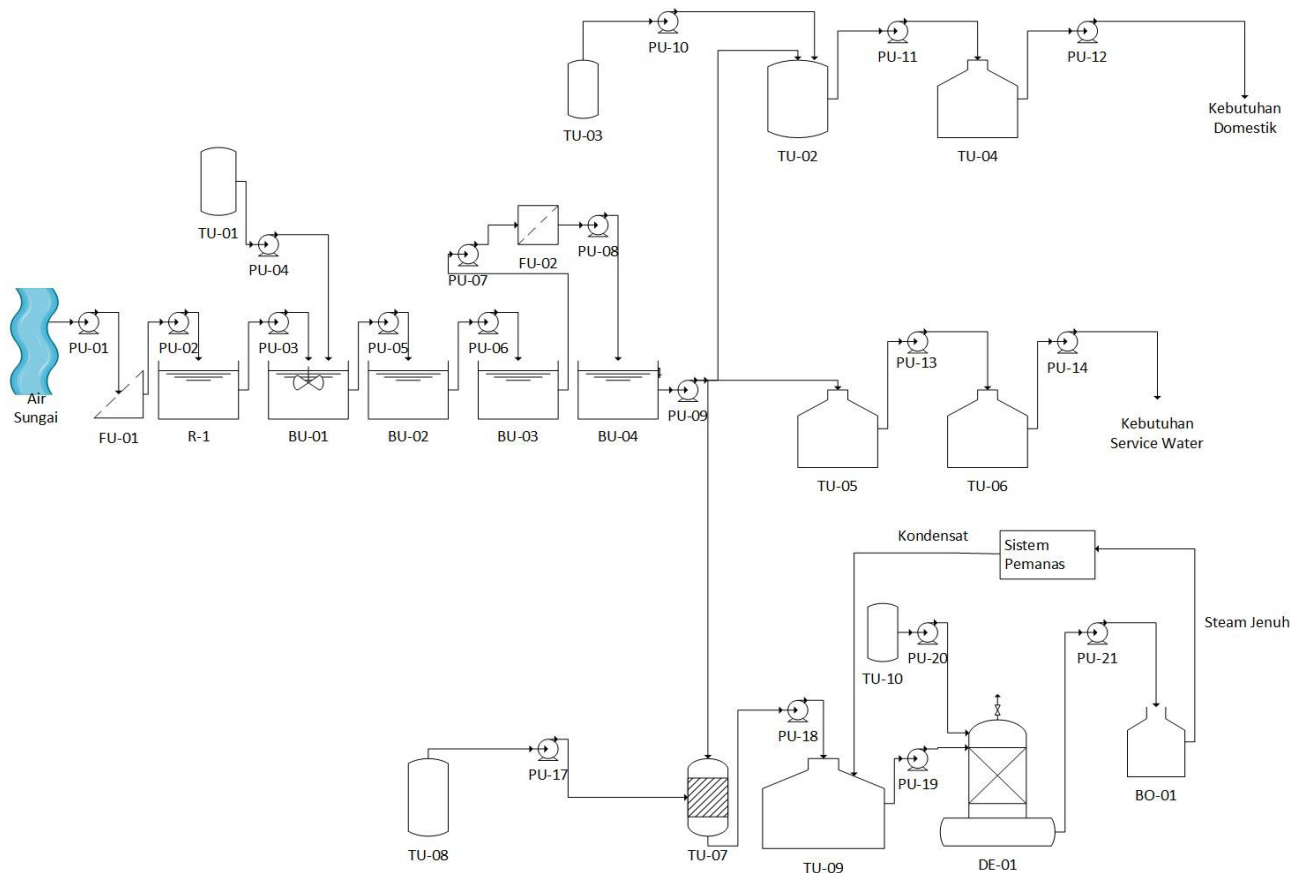 PU-10
PU-11
PU-12
TU-03
TU-02
TU-04
Kebutuhan
Domestik
TU-01
PU-04
PU-07
FU-02
PU-08
PU-01
PU-02
PU-03
PU-05
PU-06
PU-09
Air
Sungai
FU-01
R-1
BU-01
BU-02
BU-03
BU-04
PU-13
PU-14
TU-05
TU-06
Kebutuhan
Service Water
Kondensat
Sistem
Pemanas
Steam Jenuh
TU-10
PU-20
PU-21
PU-17
PU-18
PU-19
BO-01
TU-08
TU-07
TU-09
DE-01